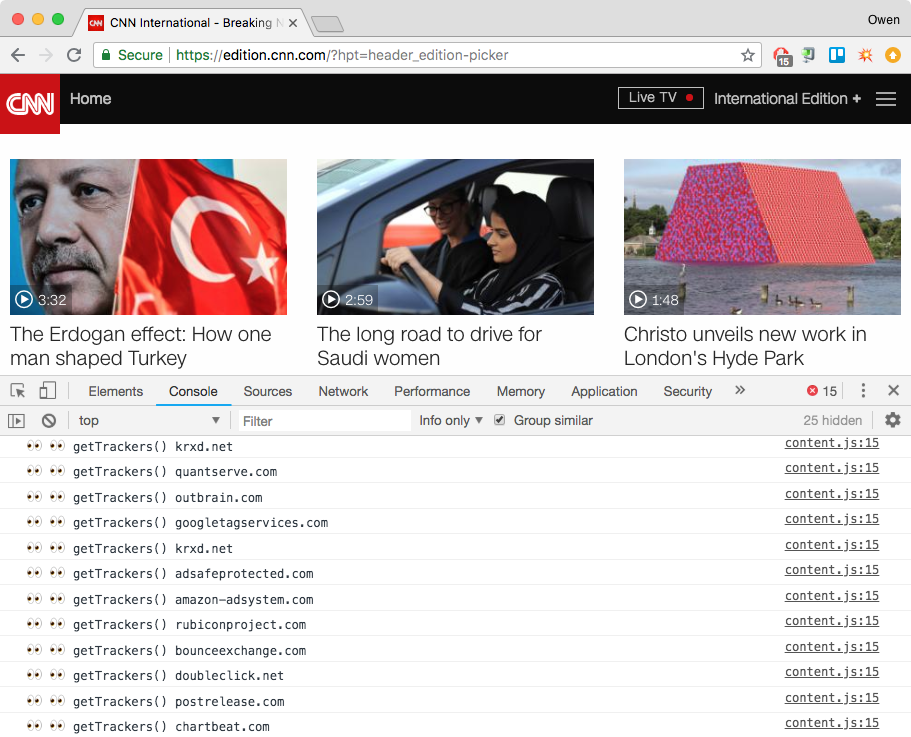 CNN International - Breaking N
Owen
Secure https://edition.cnn.com/?hpt=header_edition-picker
15
CNN Home Live TV International Edition +
3:32 2:59 1:48
The Erdogan effect: How one man shaped Turkey
The long road to drive for Saudi women
Christo unveils new work in London's Hyde Park
Elements Console Sources Network Performance Memory Application Security » 15
top Filter Info only Group similar 25 hidden
getTrackers() krxd.net content.js:15
getTrackers() quantserve.com content.js:15
getTrackers() outbrain.com content.js:15
getTrackers() googletagservices.com content.js:15
getTrackers() krxd.net content.js:15
getTrackers() adsafeprotected.com content.js:15
getTrackers() amazon-adsystem.com content.js:15
getTrackers() rubiconproject.com content.js:15
getTrackers() bounceexchange.com content.js:15
getTrackers() doubleclick.net content.js:15
getTrackers() postrelease.com content.js:15
getTrackers() chartbeat.com content.js:15